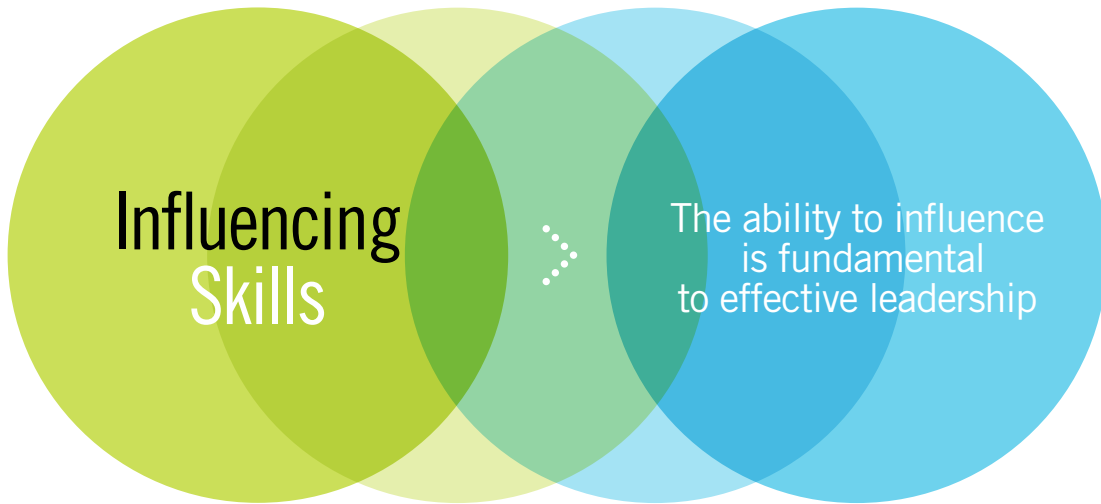 Influencing
Skills
The ability to influence
is fundamental
to effective leadership